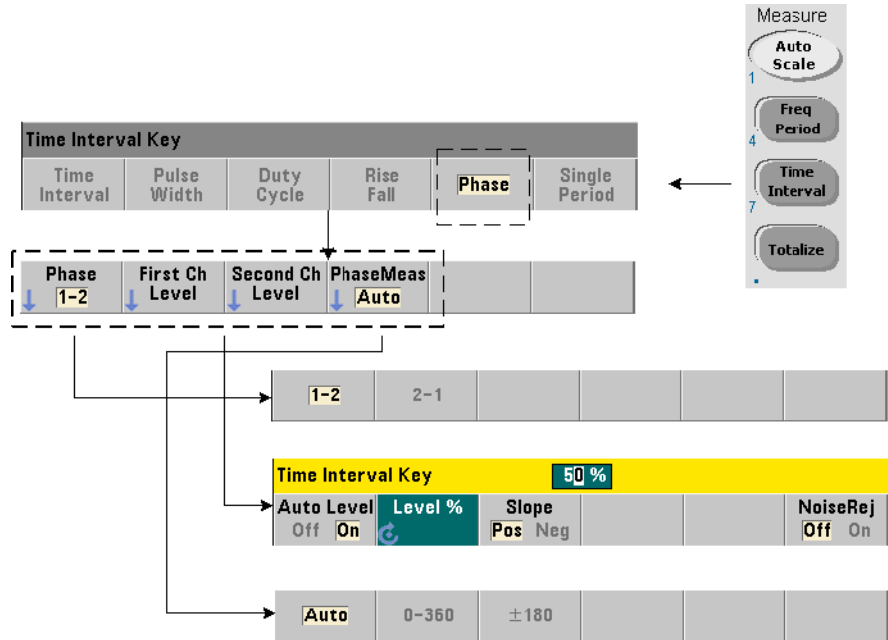 Measure
Auto
Scale
1
Freq
Period
4
Time
Interval
7
Totalize
.
Time Interval Key
Time Interval
Pulse Width
Duty Cycle
Rise Fall
Phase
Single Period
Phase 1-2
First Ch Level
Second Ch Level
PhaseMeas Auto
1-2 2-1
Time Interval Key 50 %
Auto Level Level % Slope NoiseRej
Off On Pos Neg Off On
Auto 0-360 ±180